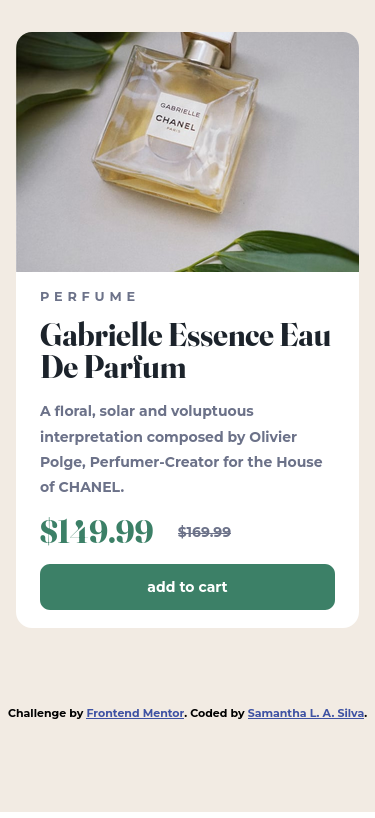 GABRIELLE
CHANEL
PARIS
PERFUME
Gabrielle Essence Eau
De Parfum
A floral, solar and voluptuous
interpretation composed by Olivier
Polge, Perfumer-Creator for the House
of CHANEL.
$149.99 $169.99
add to cart
Challenge by Frontend Mentor. Coded by Samantha L. A. Silva.